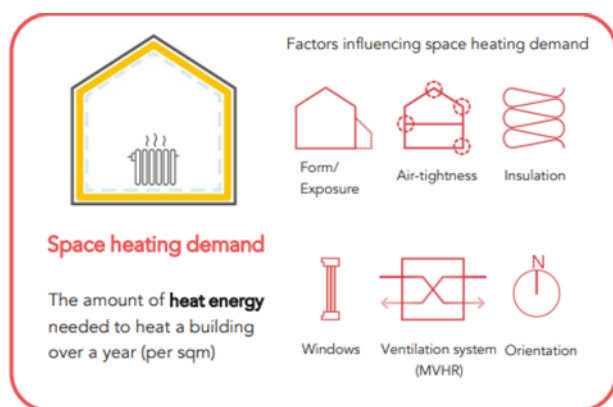 Factors influencing space heating demand
Form/
Exposure
Air-tightness
Insulation
Space heating demand
The amount of heat energy
needed to heat a building
over a year (per sqm)
N
Windows
Ventilation system
(MVHR)
Orientation